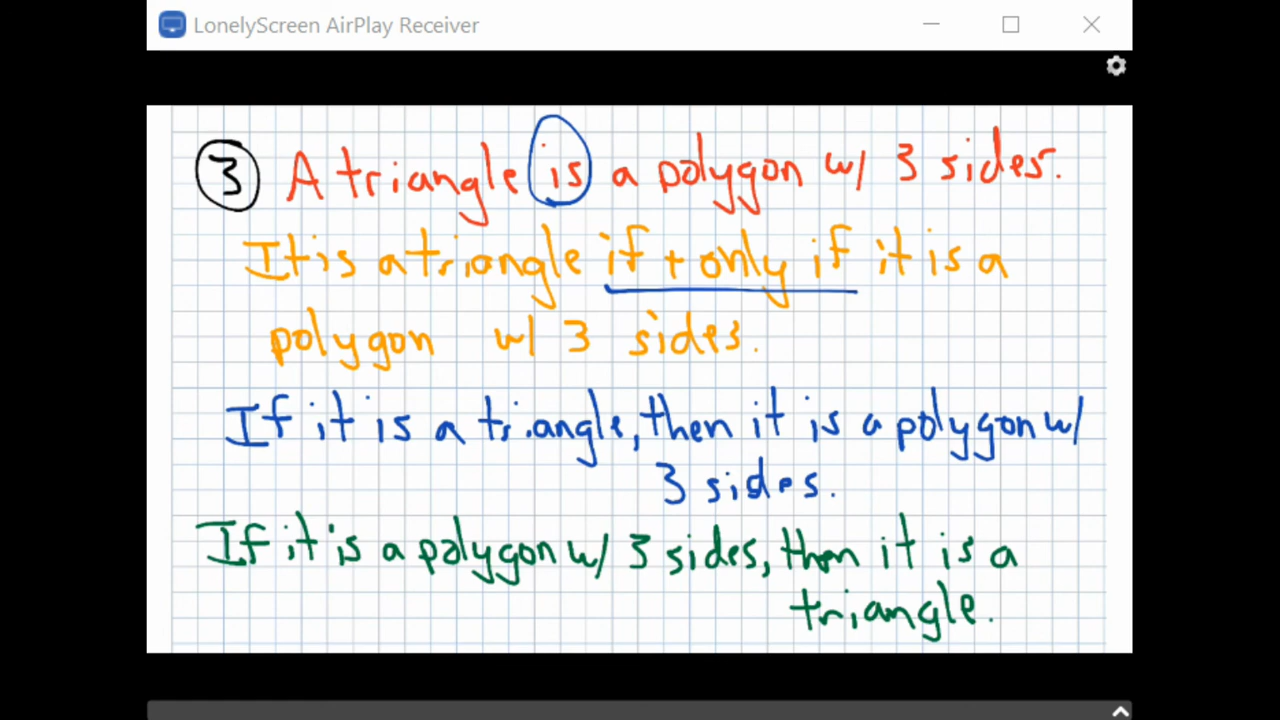 LonelyScreen AirPlay Receiver
3 A triangle is a polygon w/ 3 sides.
It is a triangle if + only if it is a
polygon w/ 3 sides.
If it is a triangle, then it is a polygon w/
3 sides.
If it is a polygon w/ 3 sides, then it is a
triangle.